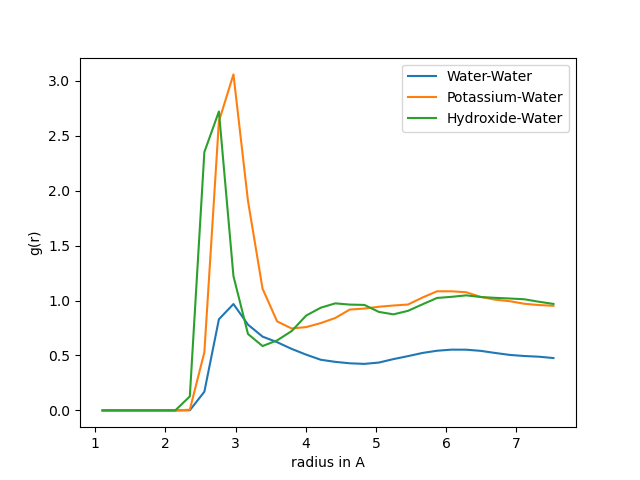 3.0
2.5
2.0
1.5
1.0
0.5
0.0
g(r)
Water-Water
Potassium-Water
Hydroxide-Water
1 2 3 4 5 6 7
radius in A